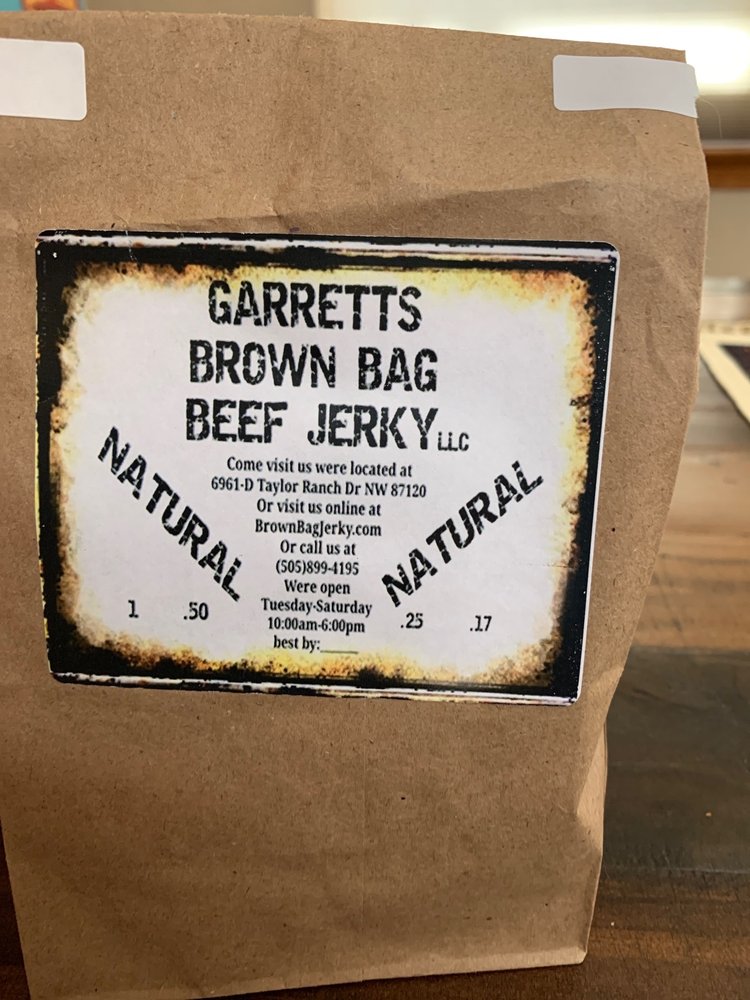 GARRETTS
BROWN BAG
BEEF JERKY LLC
Come visit us were located at
6961-D Taylor Ranch Dr NW 87120
Or visit us online at
BrownBagJerky.com
Or call us at
(505)899-4195
Were open
Tuesday-Saturday
10:00am-6:00pm
best by:_____
NATURAL
NATURAL
1 .50 .25 .17